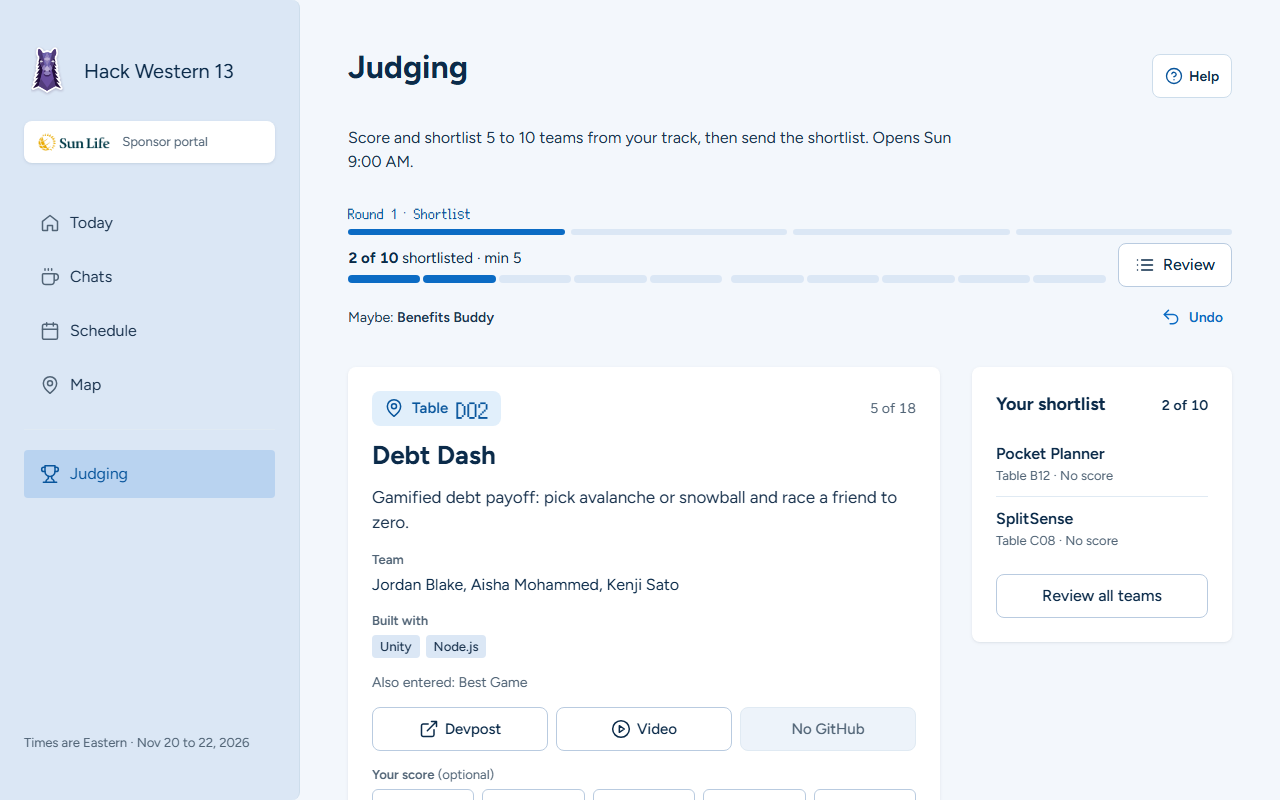 Hack Western 13
Sun Life Sponsor portal
Today
Chats
Schedule
Map
Judging
Times are Eastern · Nov 20 to 22, 2026
Judging
Help
Score and shortlist 5 to 10 teams from your track, then send the shortlist. Opens Sun
9:00 AM.
Round 1 · Shortlist
2 of 10 shortlisted · min 5
Review
Maybe: Benefits Buddy
Undo
Table D02
5 of 18
Debt Dash
Gamified debt payoff: pick avalanche or snowball and race a friend to
zero.
Team
Jordan Blake, Aisha Mohammed, Kenji Sato
Built with
Unity Node.js
Also entered: Best Game
Devpost Video No GitHub
Your score (optional)
Your shortlist 2 of 10
Pocket Planner
Table B12 · No score
SplitSense
Table C08 · No score
Review all teams